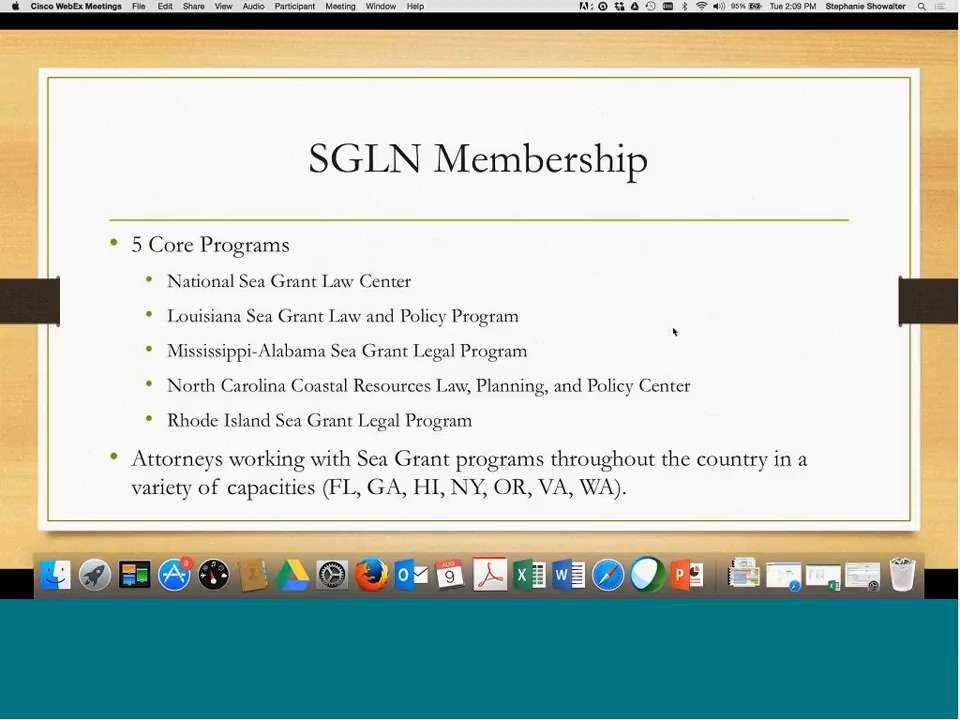 Cisco WebEx Meetings File Edit Share View Audio Participant Meeting Window Help 95% Tue 2:09 PM Stephanie Showalter
SGLN Membership
• 5 Core Programs
• National Sea Grant Law Center
• Louisiana Sea Grant Law and Policy Program
• Mississippi-Alabama Sea Grant Legal Program
• North Carolina Coastal Resources Law, Planning, and Policy Center
• Rhode Island Sea Grant Legal Program
• Attorneys working with Sea Grant programs throughout the country in a
variety of capacities (FL, GA, HI, NY, OR, VA, WA).
3
AUG
9